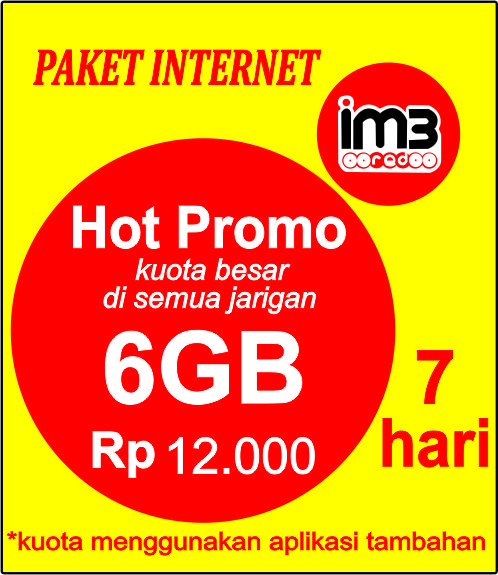 PAKET INTERNET
im3
ooredoo
Hot Promo
kuota besar
di semua jarigan
6GB
Rp 12.000
7
hari
*kuota menggunakan aplikasi tambahan